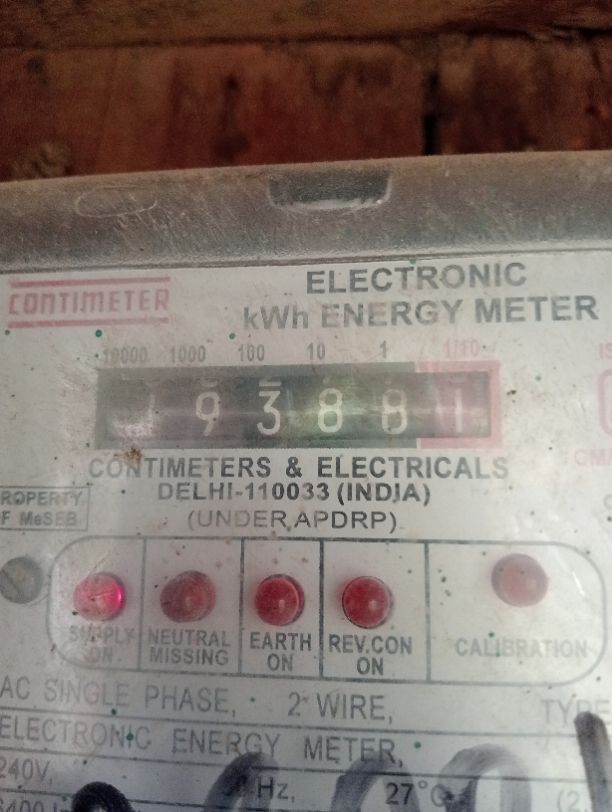 CONTIMETER
ELECTRONIC
kWh ENERGY METER
10000 1000 100 10 1 1/10
9 3 8 8 1
CONTIMETERS & ELECTRICALS
DELHI-110033 (INDIA)
(UNDER APDRP)
ROPERTY
F MeSEB
SUPPLY ON
NEUTRAL MISSING
EARTH ON
REV.CON ON
CALIBRATION
AC SINGLE PHASE, 2 WIRE, TYPE
ELECTRONIC ENERGY METER,
240V, Hz, 27°C